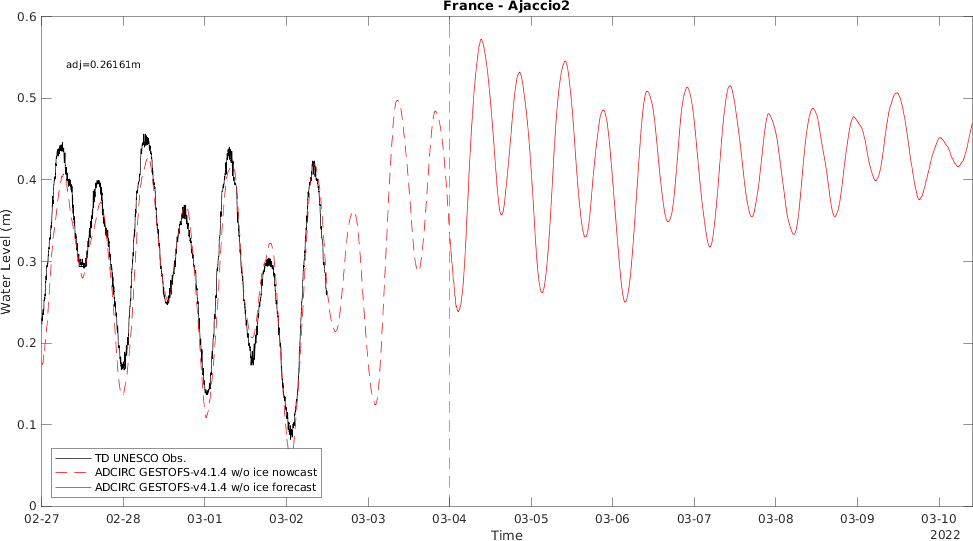 France - Ajaccio2
adj=0.26161m
0.6
0.5
0.4
0.3
0.2
0.1
0
Water Level (m)
TD UNESCO Obs.
ADCIRC GESTOFS-v4.1.4 w/o ice nowcast
ADCIRC GESTOFS-v4.1.4 w/o ice forecast
02-27 02-28 03-01 03-02 03-03 03-04 03-05 03-06 03-07 03-08 03-09 03-10
2022
Time